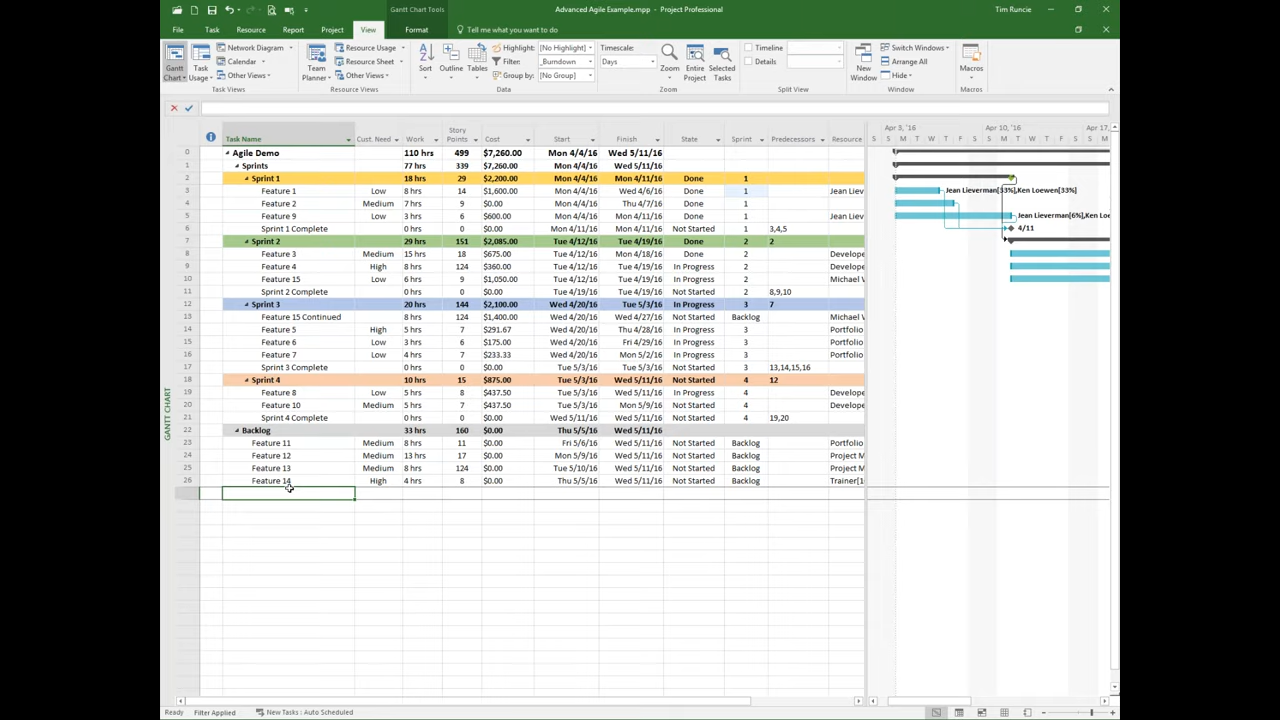 Gantt Chart Tools
Advanced Agile Example.mpp - Project Professional
Tim Runcie
File Task Resource Report Project View Format Tell me what you want to do
Gantt Chart
Task Usage
Network Diagram
Calendar
Other Views
Task Views
Team Planner
Resource Usage
Resource Sheet
Other Views
Resource Views
Sort
Outline
Tables
Highlight: [No Highlight]
Filter: _Burndown
Group by: [No Group]
Data
Timescale:
Days
Zoom
Entire Project
Selected Tasks
Zoom
Timeline
Details
Split View
New Window
Switch Windows
Arrange All
Hide
Window
Macros
Macros
Task Name Cust. Need Work Story Points Cost Start Finish State Sprint Predecessors Resource
Apr 3, '16 Apr 10, '16 Apr 17,
S S M T W T F S S M T W T F S S M
0 Agile Demo 110 hrs 499 $7,260.00 Mon 4/4/16 Wed 5/11/16
1 Sprints 77 hrs 339 $7,260.00 Mon 4/4/16 Wed 5/11/16
2 Sprint 1 18 hrs 29 $2,200.00 Mon 4/4/16 Mon 4/11/16 Done 1
3 Feature 1 Low 8 hrs 14 $1,600.00 Mon 4/4/16 Wed 4/6/16 Done 1 Jean Liev Jean Lieverman[33%],Ken Loewen[33%]
4 Feature 2 Medium 7 hrs 9 $0.00 Mon 4/4/16 Thu 4/7/16 Done 1
5 Feature 9 Low 3 hrs 6 $600.00 Mon 4/4/16 Mon 4/11/16 Done 1 Jean Liev Jean Lieverman[6%],Ken Loe
6 Sprint 1 Complete 0 hrs 0 $0.00 Mon 4/11/16 Mon 4/11/16 Not Started 1 3,4,5 4/11
7 Sprint 2 29 hrs 151 $2,085.00 Tue 4/12/16 Tue 4/19/16 Done 2 2
8 Feature 3 Medium 15 hrs 18 $675.00 Tue 4/12/16 Mon 4/18/16 Done 2 Develope
9 Feature 4 High 8 hrs 124 $360.00 Tue 4/12/16 Tue 4/19/16 In Progress 2 Develope
10 Feature 15 Low 6 hrs 9 $1,050.00 Tue 4/12/16 Tue 4/19/16 In Progress 2 Michael W
11 Sprint 2 Complete 0 hrs 0 $0.00 Tue 4/19/16 Tue 4/19/16 Not Started 2 8,9,10
12 Sprint 3 20 hrs 144 $2,100.00 Wed 4/20/16 Tue 5/3/16 In Progress 3 7
13 Feature 15 Continued 8 hrs 124 $1,400.00 Wed 4/20/16 Wed 4/27/16 Not Started Backlog Michael W
14 Feature 5 High 5 hrs 7 $291.67 Wed 4/20/16 Thu 4/28/16 In Progress 3 Portfolio
15 Feature 6 Low 3 hrs 6 $175.00 Wed 4/20/16 Fri 4/29/16 In Progress 3 Portfolio
16 Feature 7 Low 4 hrs 7 $233.33 Wed 4/20/16 Mon 5/2/16 In Progress 3 Portfolio
17 Sprint 3 Complete 0 hrs 0 $0.00 Tue 5/3/16 Tue 5/3/16 Not Started 3 13,14,15,16
18 Sprint 4 10 hrs 15 $875.00 Tue 5/3/16 Wed 5/11/16 Not Started 4 12
19 Feature 8 Low 5 hrs 8 $437.50 Tue 5/3/16 Wed 5/11/16 In Progress 4 Develope
20 Feature 10 Medium 5 hrs 7 $437.50 Tue 5/3/16 Mon 5/9/16 Not Started 4 Develope
21 Sprint 4 Complete 0 hrs 0 $0.00 Wed 5/11/16 Wed 5/11/16 Not Started 4 19,20
22 Backlog 33 hrs 160 $0.00 Thu 5/5/16 Wed 5/11/16
23 Feature 11 Medium 8 hrs 11 $0.00 Fri 5/6/16 Wed 5/11/16 Not Started Backlog Portfolio
24 Feature 12 Medium 13 hrs 17 $0.00 Mon 5/9/16 Wed 5/11/16 Not Started Backlog Project M
25 Feature 13 Medium 8 hrs 124 $0.00 Tue 5/10/16 Wed 5/11/16 Not Started Backlog Project M
26 Feature 14 High 4 hrs 8 $0.00 Thu 5/5/16 Wed 5/11/16 Not Started Backlog Trainer[1
GANTT CHART
Ready Filter Applied New Tasks : Auto Scheduled